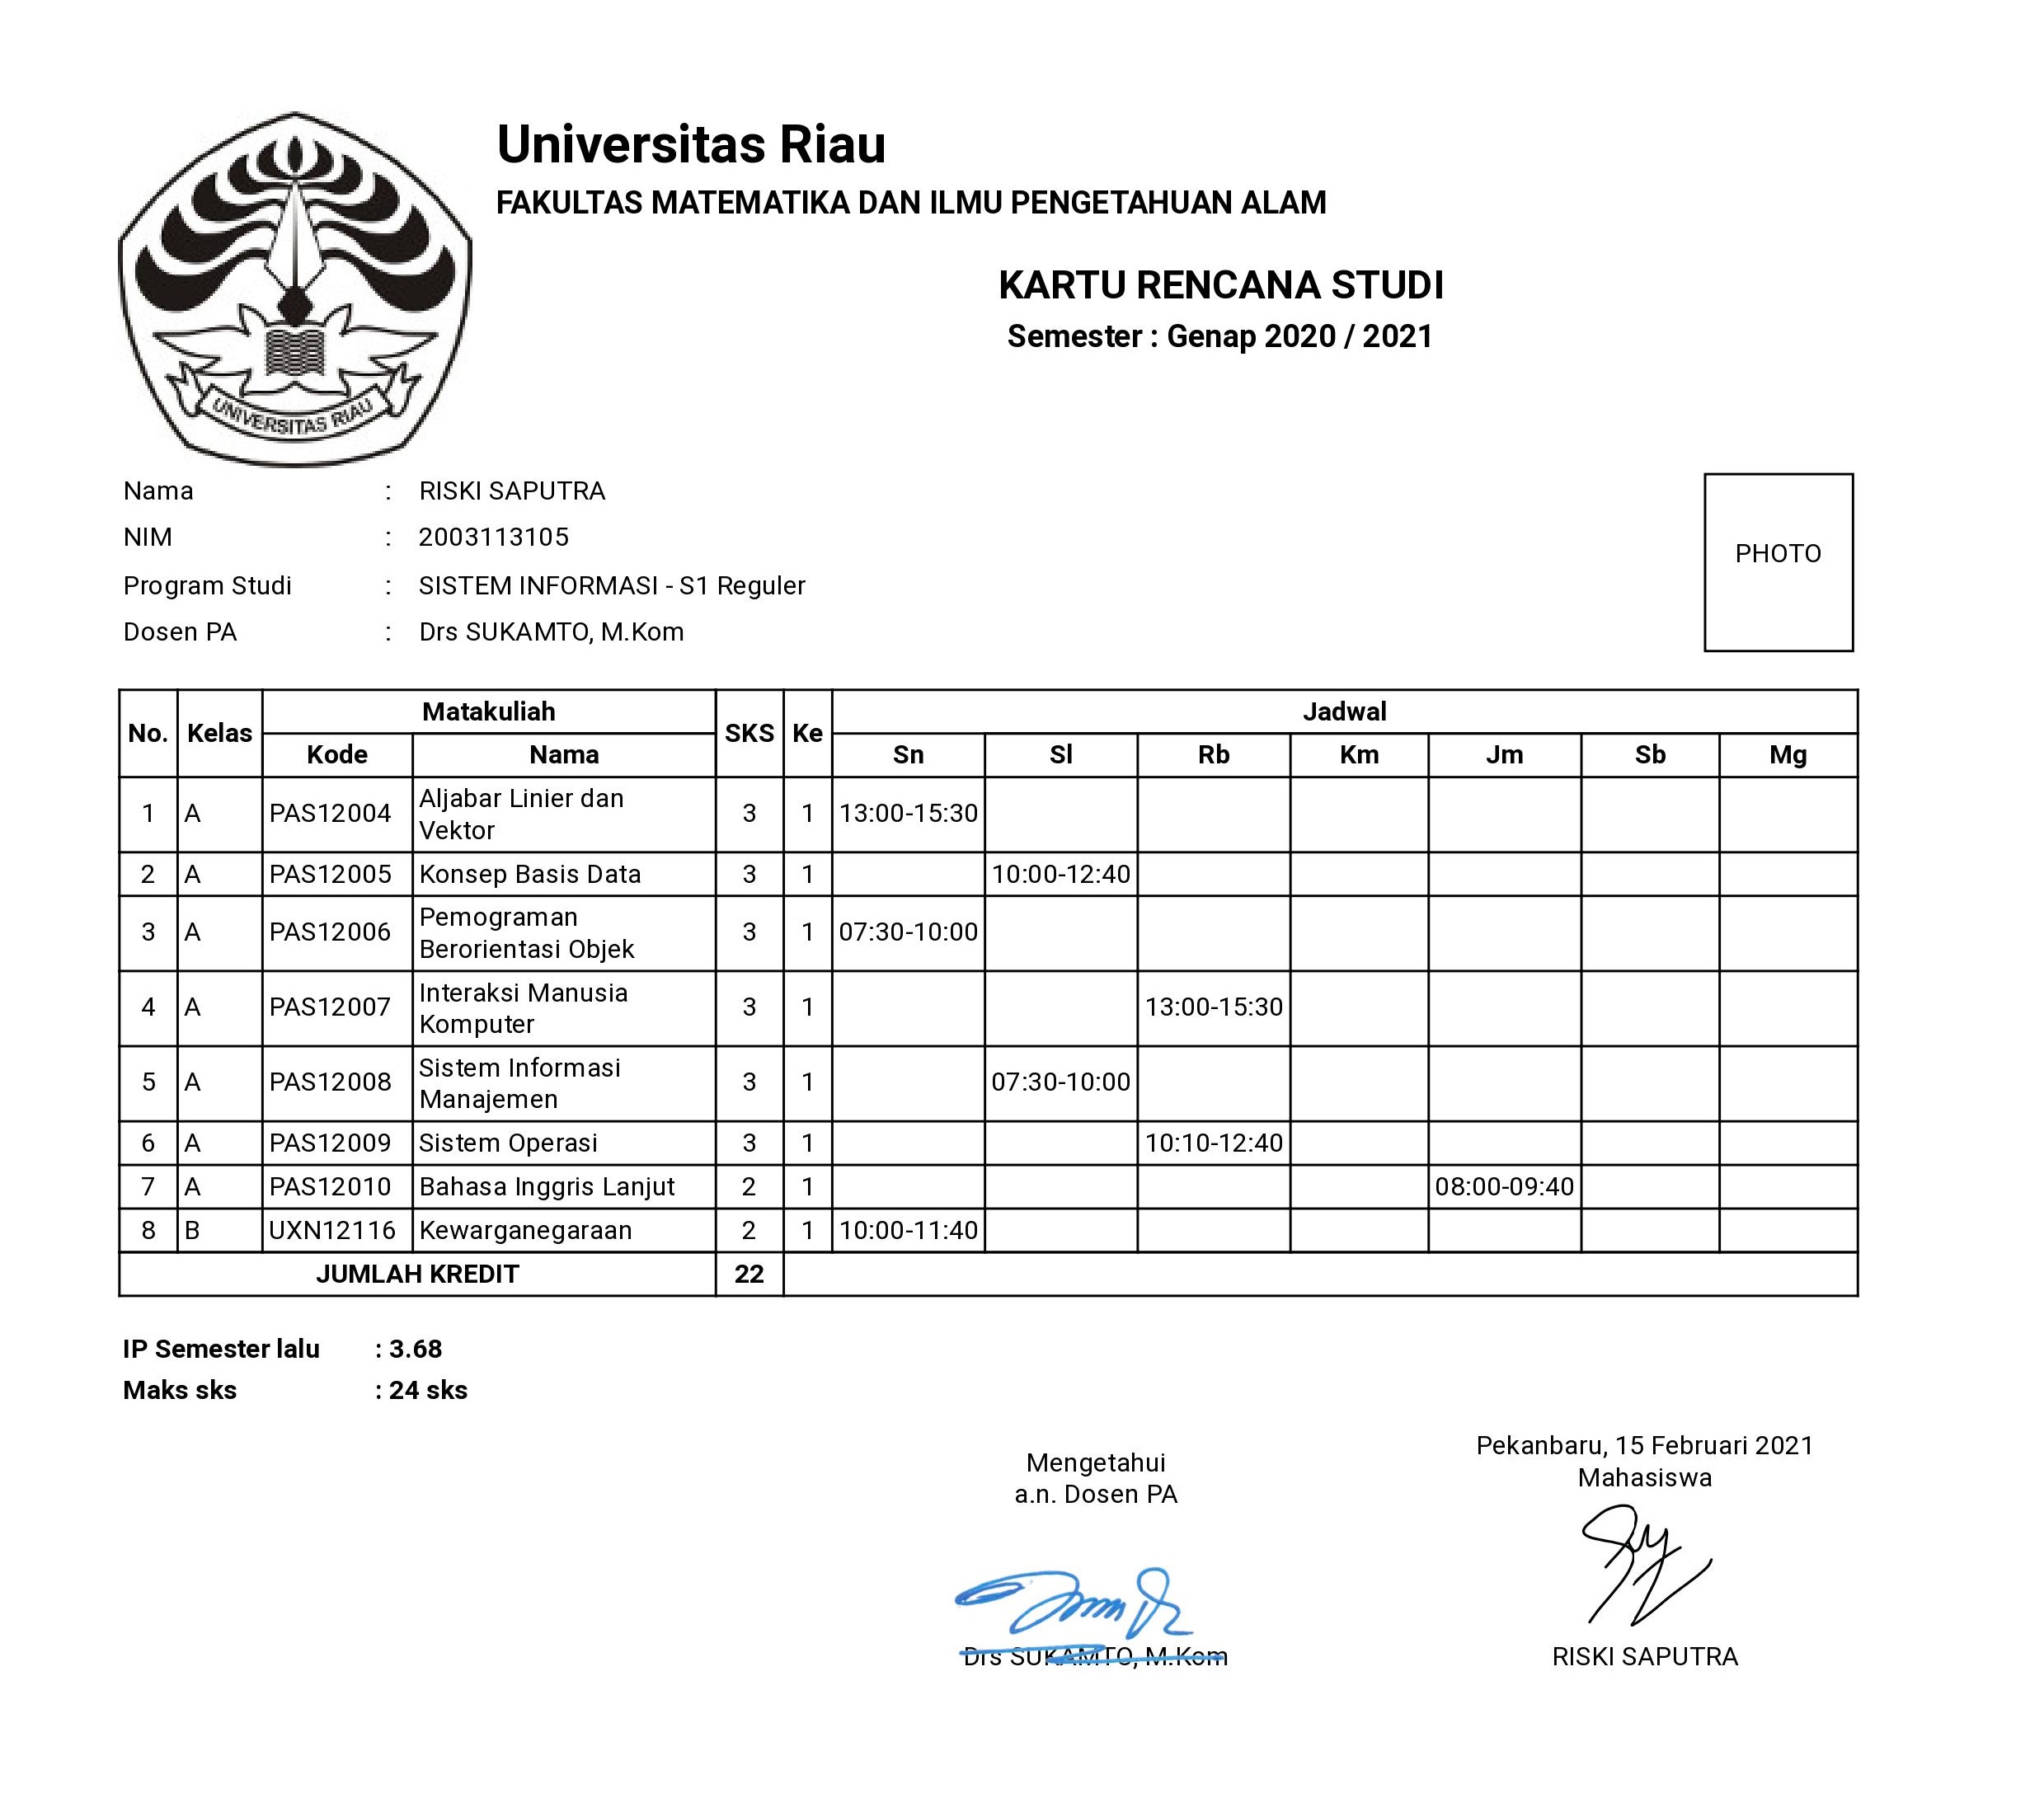 Universitas Riau
FAKULTAS MATEMATIKA DAN ILMU PENGETAHUAN ALAM
KARTU RENCANA STUDI
Semester : Genap 2020 / 2021
UNIVERSITAS RIAU
Nama : RISKI SAPUTRA
NIM : 2003113105
Program Studi : SISTEM INFORMASI - S1 Reguler
Dosen PA : Drs SUKAMTO, M.Kom
PHOTO
No. Kelas Matakuliah SKS Ke Jadwal
Kode Nama Sn Sl Rb Km Jm Sb Mg
1 A PAS12004 Aljabar Linier dan
Vektor 3 1 13:00-15:30
2 A PAS12005 Konsep Basis Data 3 1 10:00-12:40
3 A PAS12006 Pemograman
Berorientasi Objek 3 1 07:30-10:00
4 A PAS12007 Interaksi Manusia
Komputer 3 1 13:00-15:30
5 A PAS12008 Sistem Informasi
Manajemen 3 1 07:30-10:00
6 A PAS12009 Sistem Operasi 3 1 10:10-12:40
7 A PAS12010 Bahasa Inggris Lanjut 2 1 08:00-09:40
8 B UXN12116 Kewarganegaraan 2 1 10:00-11:40
JUMLAH KREDIT 22
IP Semester lalu : 3.68
Maks sks : 24 sks
Mengetahui
a.n. Dosen PA
Drs SUKAMTO, M.Kom
Pekanbaru, 15 Februari 2021
Mahasiswa
RISKI SAPUTRA